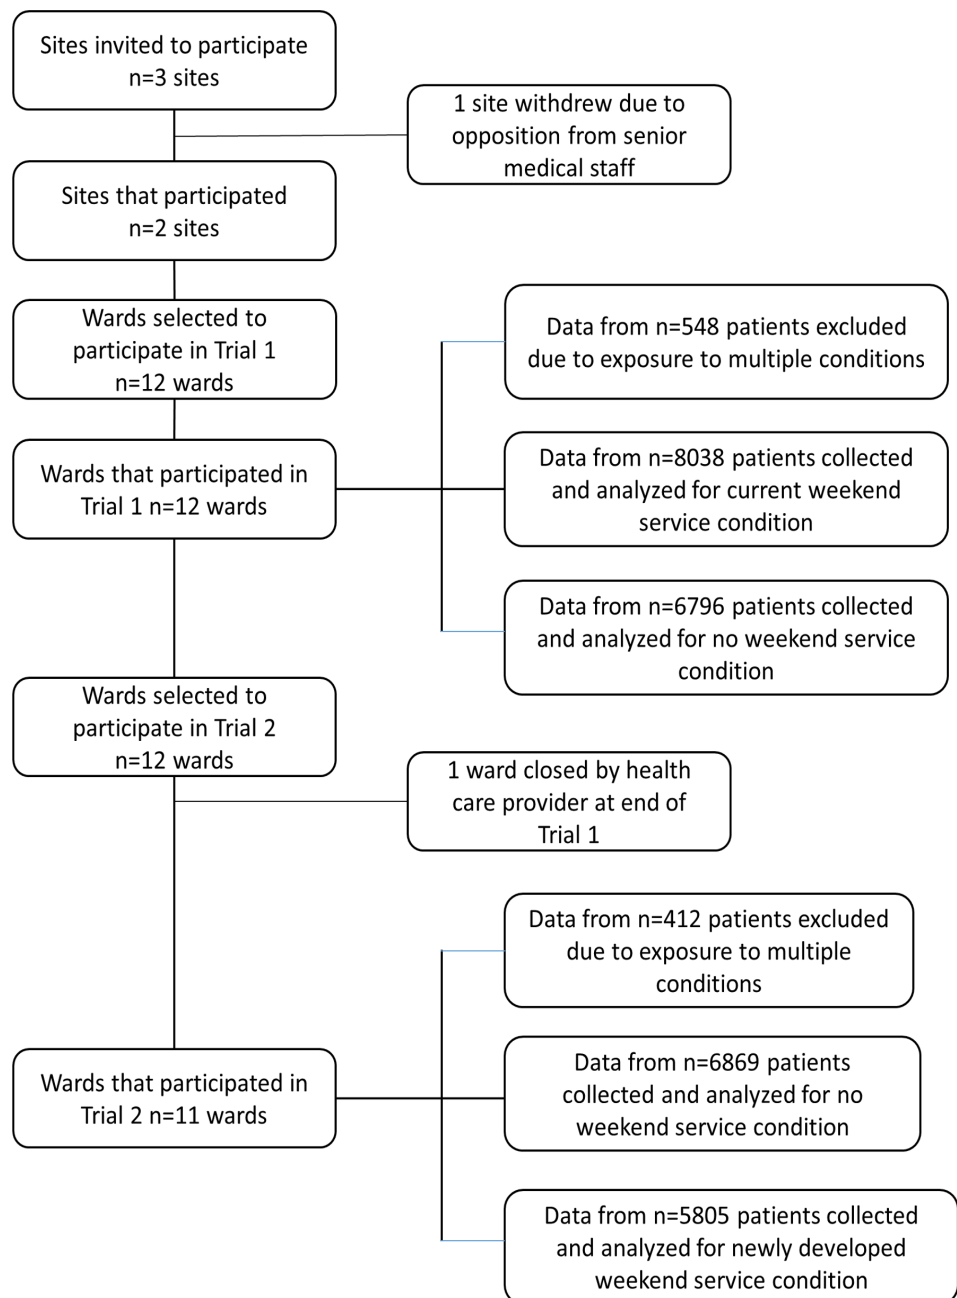 Sites invited to participate
n=3 sites
1 site withdrew due to
opposition from senior
medical staff
Sites that participated
n=2 sites
Wards selected to
participate in Trial 1
n=12 wards
Data from n=548 patients excluded
due to exposure to multiple conditions
Wards that participated in
Trial 1 n=12 wards
Data from n=8038 patients collected
and analyzed for current weekend
service condition
Data from n=6796 patients collected
and analyzed for no weekend service
condition
Wards selected to
participate in Trial 2
n=12 wards
1 ward closed by health
care provider at end of
Trial 1
Data from n=412 patients excluded
due to exposure to multiple
conditions
Wards that participated in
Trial 2 n=11 wards
Data from n=6869 patients
collected and analyzed for no
weekend service condition
Data from n=5805 patients collected
and analyzed for newly developed
weekend service condition